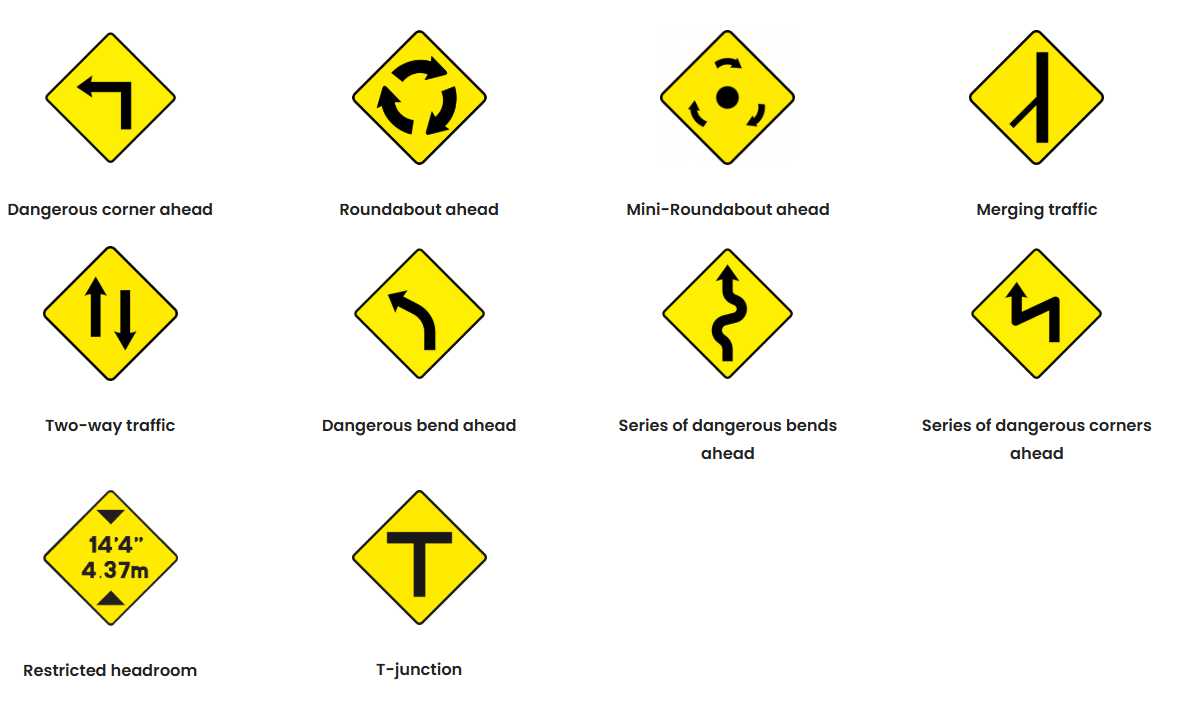 Dangerous corner ahead
Roundabout ahead
Mini-Roundabout ahead
Merging traffic
Two-way traffic
Dangerous bend ahead
Series of dangerous bends
ahead
Series of dangerous corners
ahead
14'4”
4.37m
Restricted headroom
T-junction